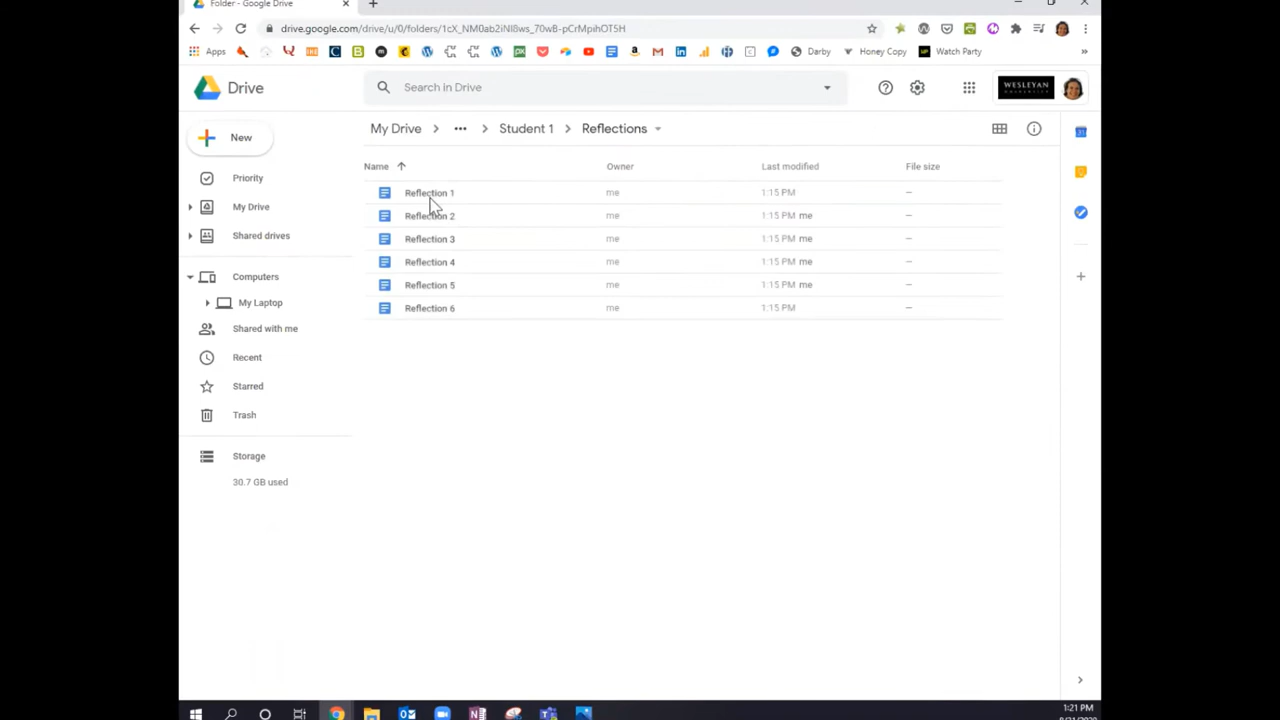 Folder - Google Drive
drive.google.com/drive/u/0/folders/1cX_NM0ab2iNI8ws_70wB-pCrMpihOT5H
Apps
Darby
Honey Copy
Watch Party
Drive
Search in Drive
WESLEYAN
New
My Drive
Student 1
Reflections
Name
Owner
Last modified
File size
Reflection 1 me 1:15 PM –
Reflection 2 me 1:15 PM me –
Reflection 3 me 1:15 PM me –
Reflection 4 me 1:15 PM me –
Reflection 5 me 1:15 PM me –
Reflection 6 me 1:15 PM –
Priority
My Drive
Shared drives
Computers
My Laptop
Shared with me
Recent
Starred
Trash
Storage
30.7 GB used
1:21 PM